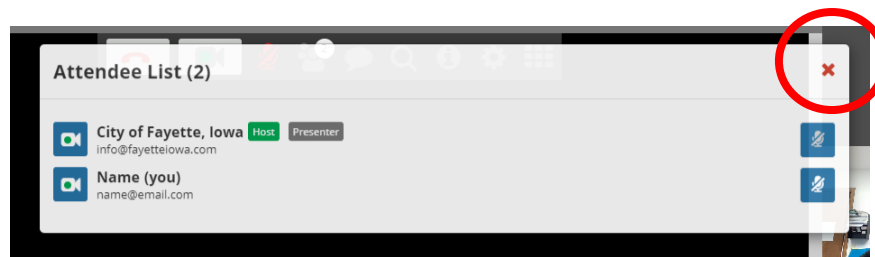 Attendee List (2)
City of Fayette, Iowa Host Presenter
info@fayetteiowa.com
Name (you)
name@email.com